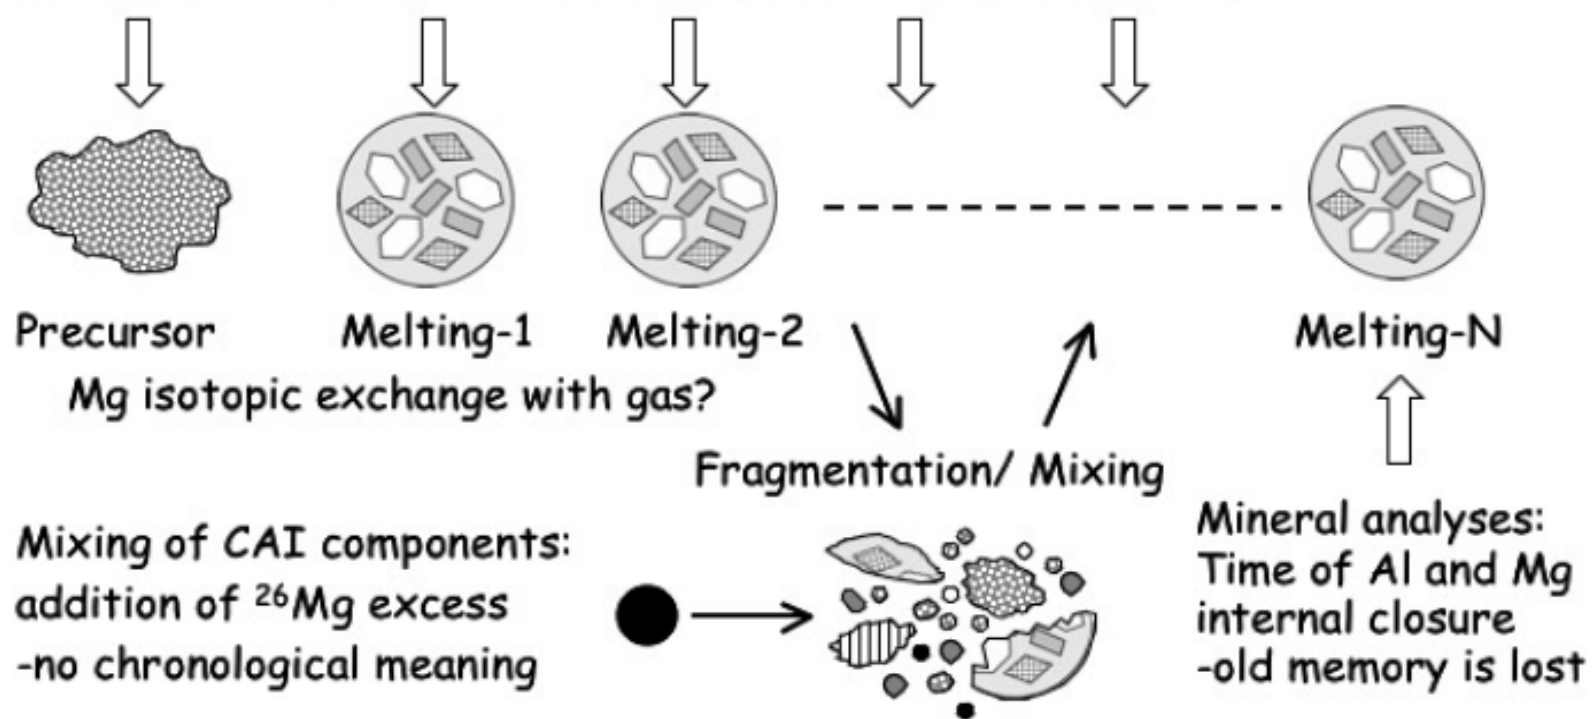 Precursor
Melting-1
Melting-2
Melting-N
Mg isotopic exchange with gas?
Fragmentation/ Mixing
Mixing of CAI components:
addition of ²⁶Mg excess
-no chronological meaning
Mineral analyses:
Time of Al and Mg
internal closure
-old memory is lost